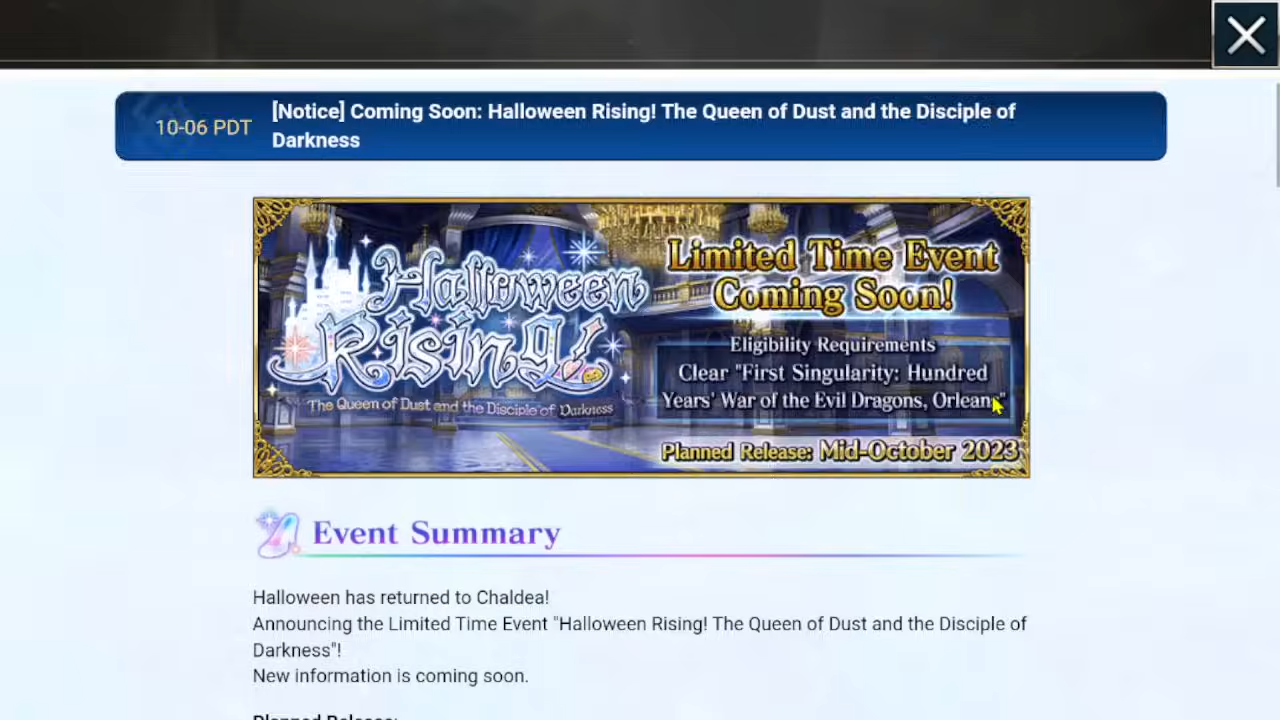 10-06 PDT
[Notice] Coming Soon: Halloween Rising! The Queen of Dust and the Disciple of
Darkness
Halloween
Rising!
The Queen of Dust and the Disciple of Darkness
Limited Time Event
Coming Soon!
Eligibility Requirements
Clear "First Singularity: Hundred
Years' War of the Evil Dragons, Orleans"
Planned Release: Mid-October 2023
Event Summary
Halloween has returned to Chaldea!
Announcing the Limited Time Event "Halloween Rising! The Queen of Dust and the Disciple of
Darkness"!
New information is coming soon.
Planned Release: